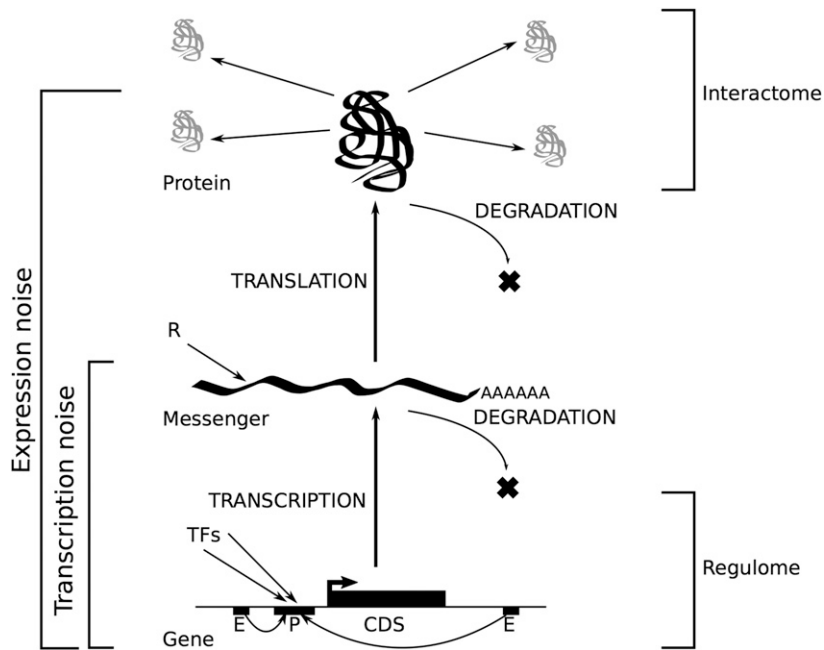 Interactome
Protein
DEGRADATION
TRANSLATION
Expression noise
R
AAAAAA
Messenger
DEGRADATION
Transcription noise
TRANSCRIPTION
TFs
Regulome
E
P
CDS
E
Gene